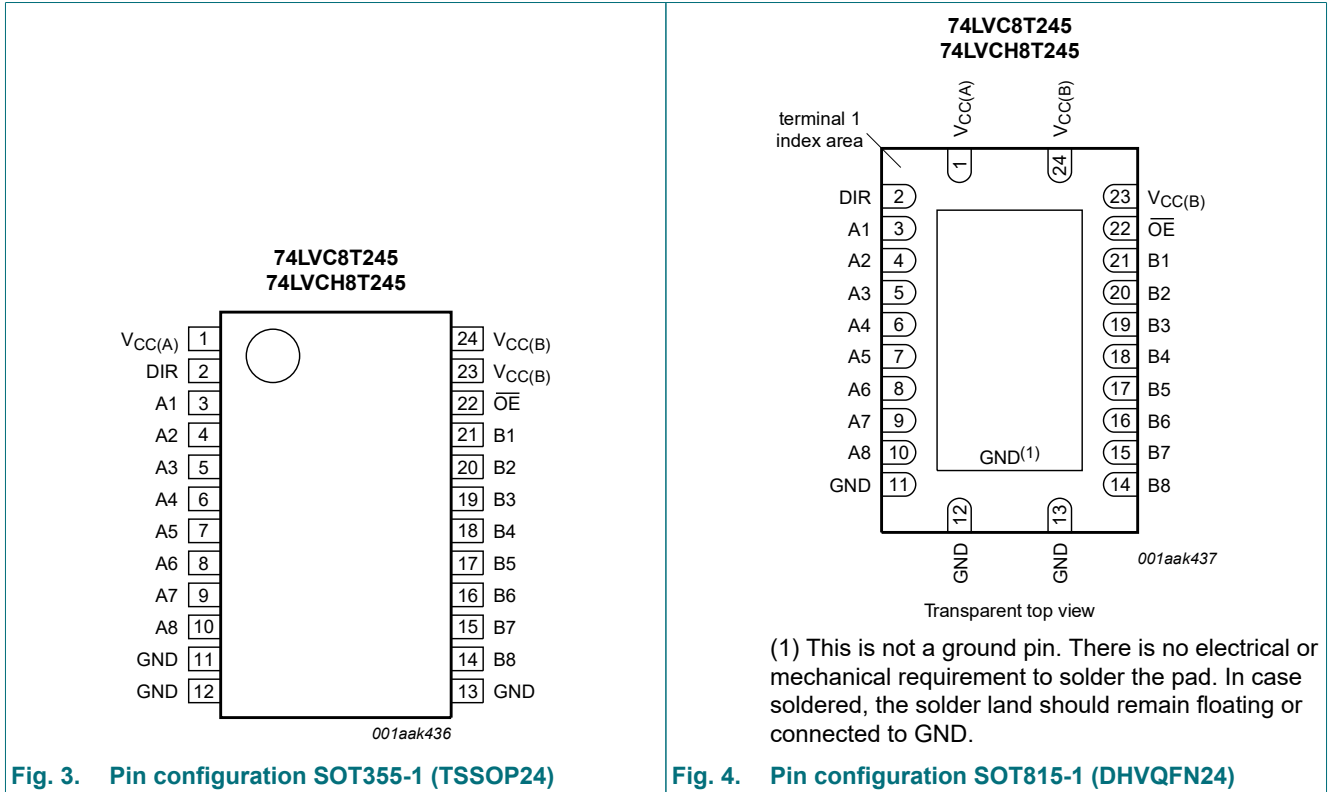 74LVC8T245
74LVCH8T245
VCC(A) 1
DIR 2
A1 3
A2 4
A3 5
A4 6
A5 7
A6 8
A7 9
A8 10
GND 11
GND 12
24 VCC(B)
23 VCC(B)
22 OE
21 B1
20 B2
19 B3
18 B4
17 B5
16 B6
15 B7
14 B8
13 GND
001aak436
Fig. 3. Pin configuration SOT355-1 (TSSOP24)
74LVC8T245
74LVCH8T245
terminal 1
index area
VCC(A)
VCC(B)
1
24
DIR 2
A1 3
A2 4
A3 5
A4 6
A5 7
A6 8
A7 9
A8 10
GND 11
23 VCC(B)
22 OE
21 B1
20 B2
19 B3
18 B4
17 B5
16 B6
15 B7
14 B8
GND(1)
12
13
GND
GND
001aak437
Transparent top view
(1) This is not a ground pin. There is no electrical or
mechanical requirement to solder the pad. In case
soldered, the solder land should remain floating or
connected to GND.
Fig. 4. Pin configuration SOT815-1 (DHVQFN24)